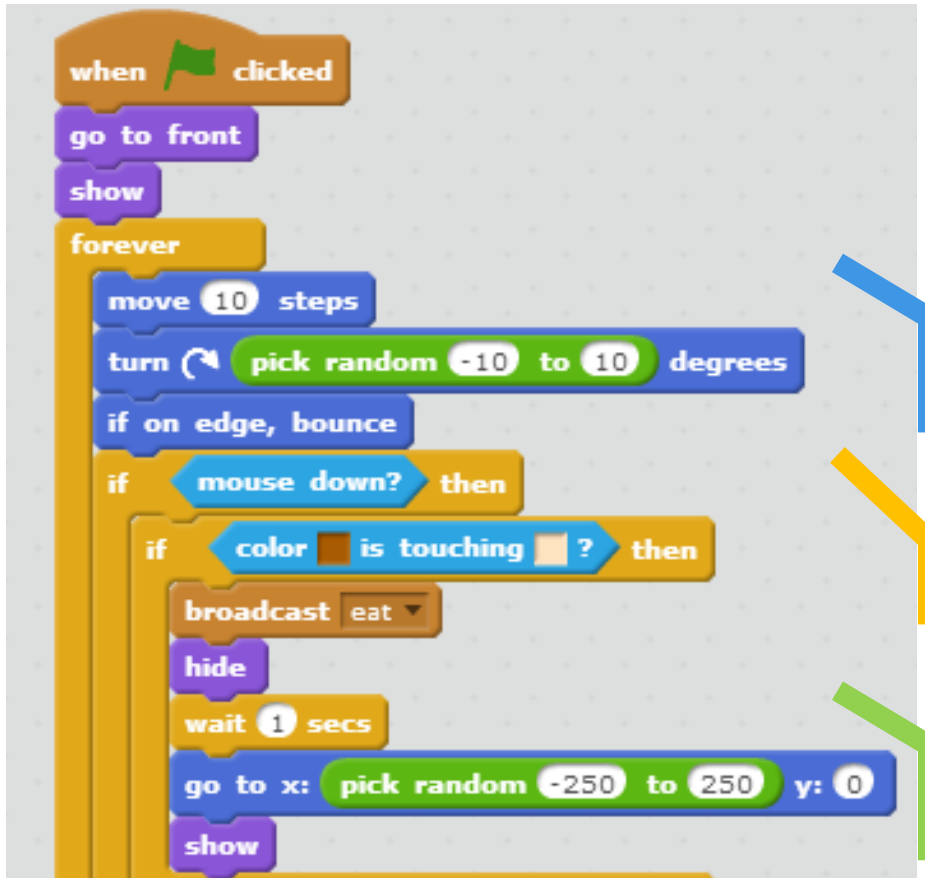 when clicked
go to front
show
forever
move 10 steps
turn pick random -10 to 10 degrees
if on edge, bounce
if mouse down? then
if color is touching ? then
broadcast eat
hide
wait 1 secs
go to x: pick random -250 to 250 y: 0
show